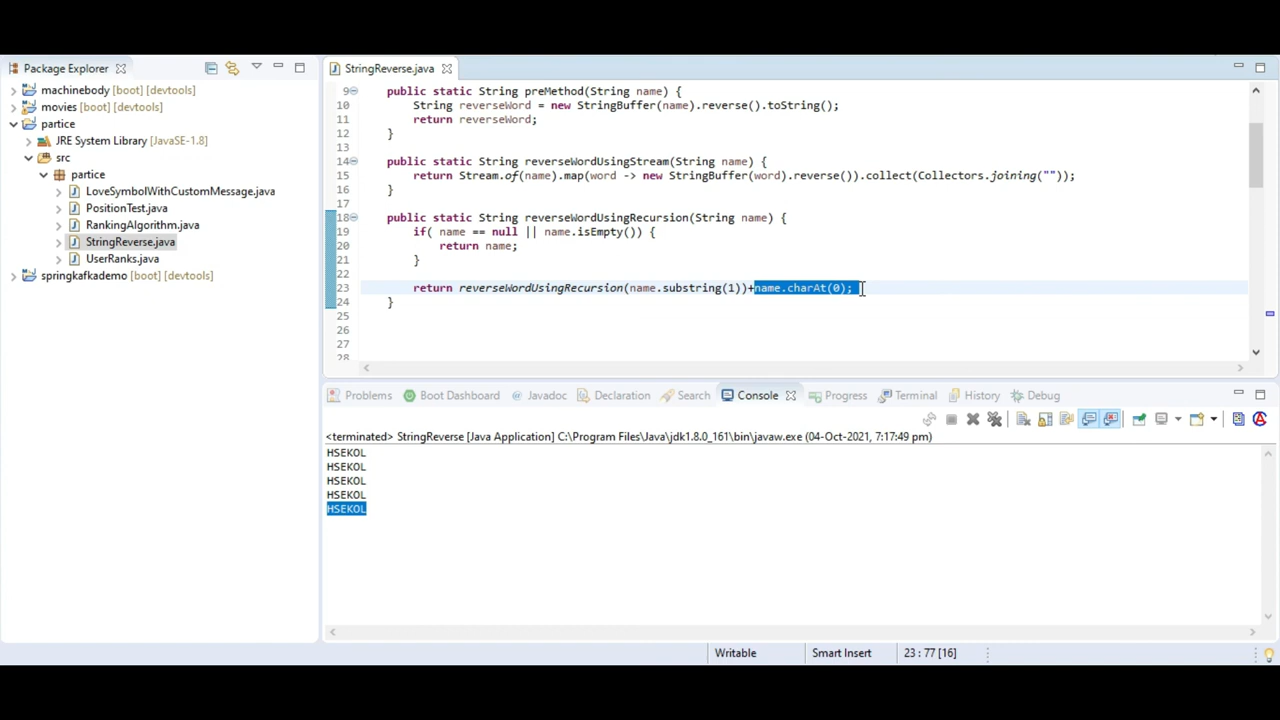 Package Explorer
machinebody [boot] [devtools]
movies [boot] [devtools]
partice
JRE System Library [JavaSE-1.8]
src
partice
LoveSymbolWithCustomMessage.java
PositionTest.java
RankingAlgorithm.java
StringReverse.java
UserRanks.java
springkafkademo [boot] [devtools]
StringReverse.java
9 public static String preMethod(String name) {
10 String reverseWord = new StringBuffer(name).reverse().toString();
11 return reverseWord;
12 }
13
14 public static String reverseWordUsingStream(String name) {
15 return Stream.of(name).map(word -> new StringBuffer(word).reverse()).collect(Collectors.joining(""));
16 }
17
18 public static String reverseWordUsingRecursion(String name) {
19 if( name == null || name.isEmpty()) {
20 return name;
21 }
22
23 return reverseWordUsingRecursion(name.substring(1))+name.charAt(0);
24 }
25
26
27
28
Problems Boot Dashboard Javadoc Declaration Search Console Progress Terminal History Debug
<terminated> StringReverse [Java Application] C:\Program Files\Java\jdk1.8.0_161\bin\javaw.exe (04-Oct-2021, 7:17:49 pm)
HSEKOL
HSEKOL
HSEKOL
HSEKOL
HSEKOL
Writable Smart Insert 23 : 77 [16]